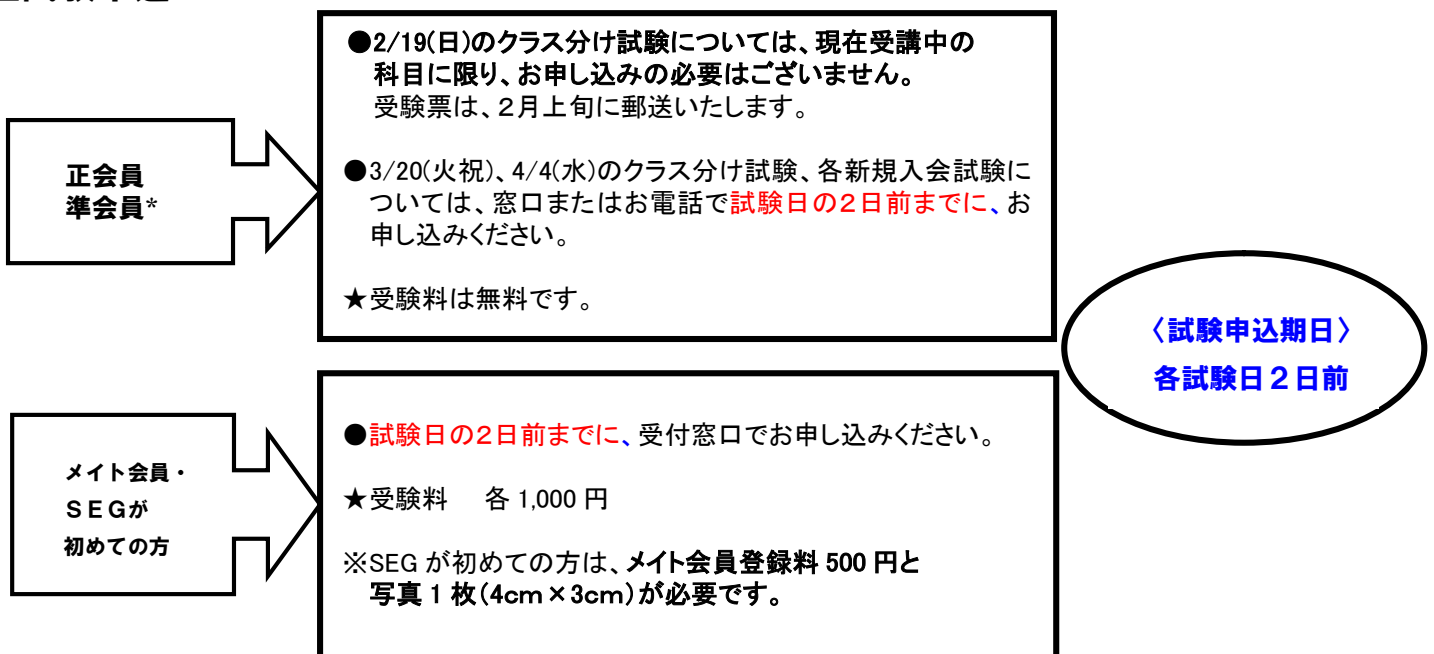 正会員
準会員*
●2/19(日)のクラス分け試験については、現在受講中の
科目に限り、お申し込みの必要はございません。
受験票は、２月上旬に郵送いたします。
●3/20(火祝)、4/4(水)のクラス分け試験、各新規入会試験に
ついては、窓口またはお電話で試験日の２日前までに、お
申し込みください。
★受験料は無料です。
〈試験申込期日〉
各試験日２日前
メイト会員・
ＳＥＧが
初めての方
●試験日の２日前までに、受付窓口でお申し込みください。
★受験料　各 1,000 円
※SEG が初めての方は、メイト会員登録料 500 円と
写真 1 枚（4cm×3cm）が必要です。